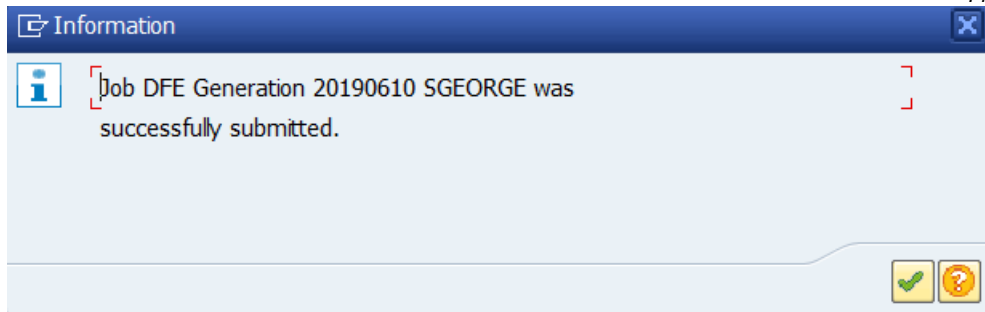 Information
Job DFE Generation 20190610 SGEORGE was
successfully submitted.